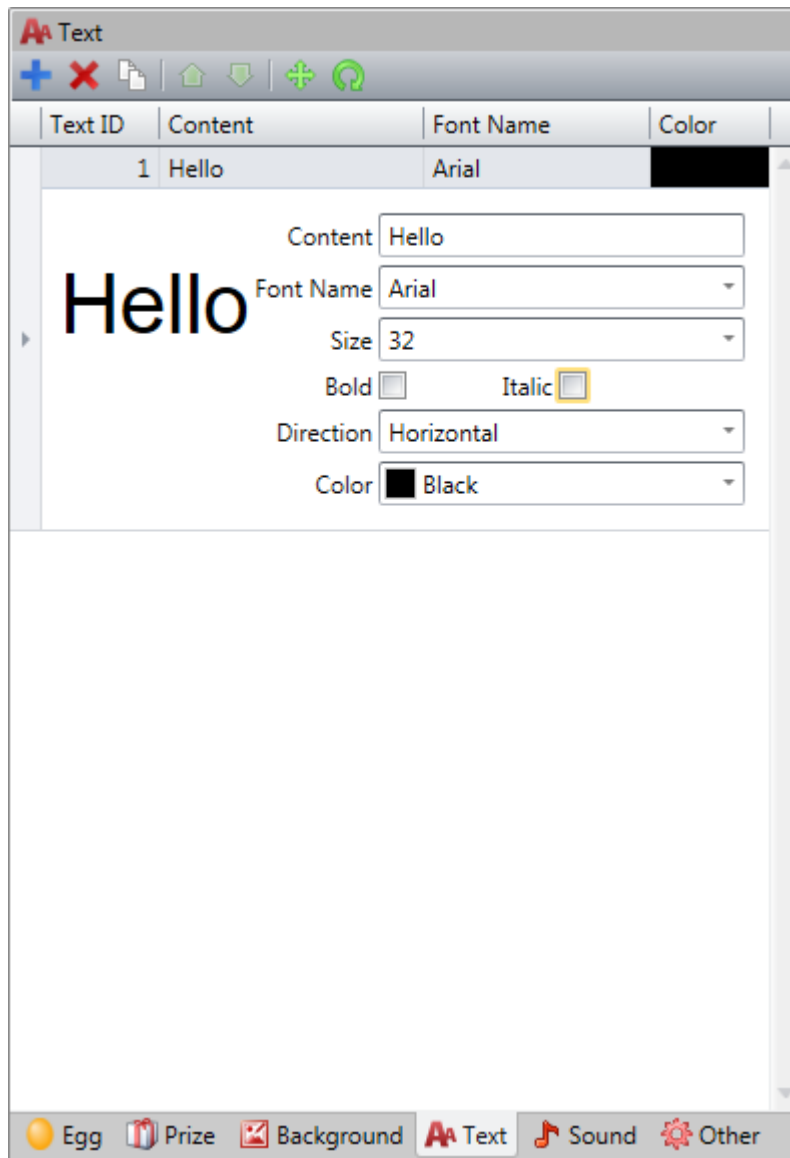 Text
Text ID Content Font Name Color
1 Hello Arial
Content Hello
Hello
Font Name Arial
Size 32
Bold Italic
Direction Horizontal
Color Black
Egg Prize Background Text Sound Other